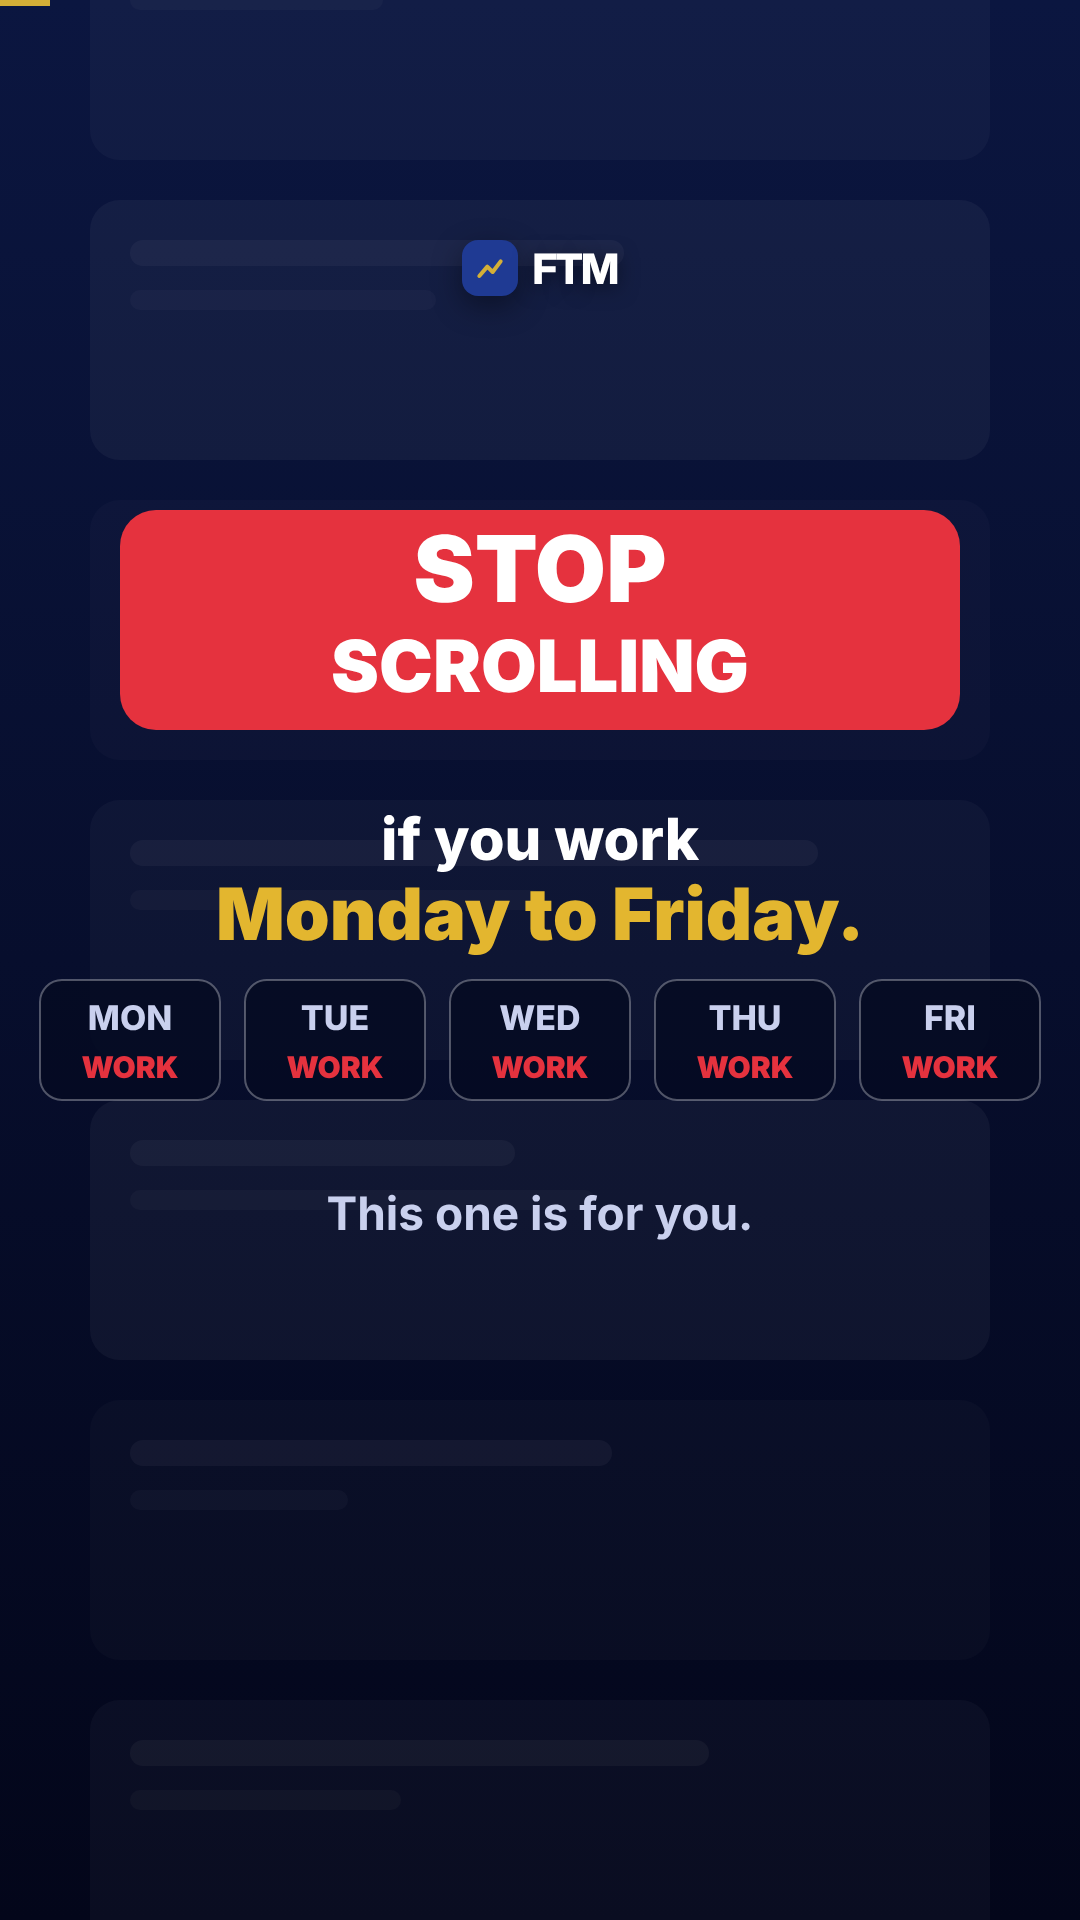 FTM
STOP
SCROLLING
if you work
Monday to Friday.
MON TUE WED THU FRI
WORK WORK WORK WORK WORK
This one is for you.